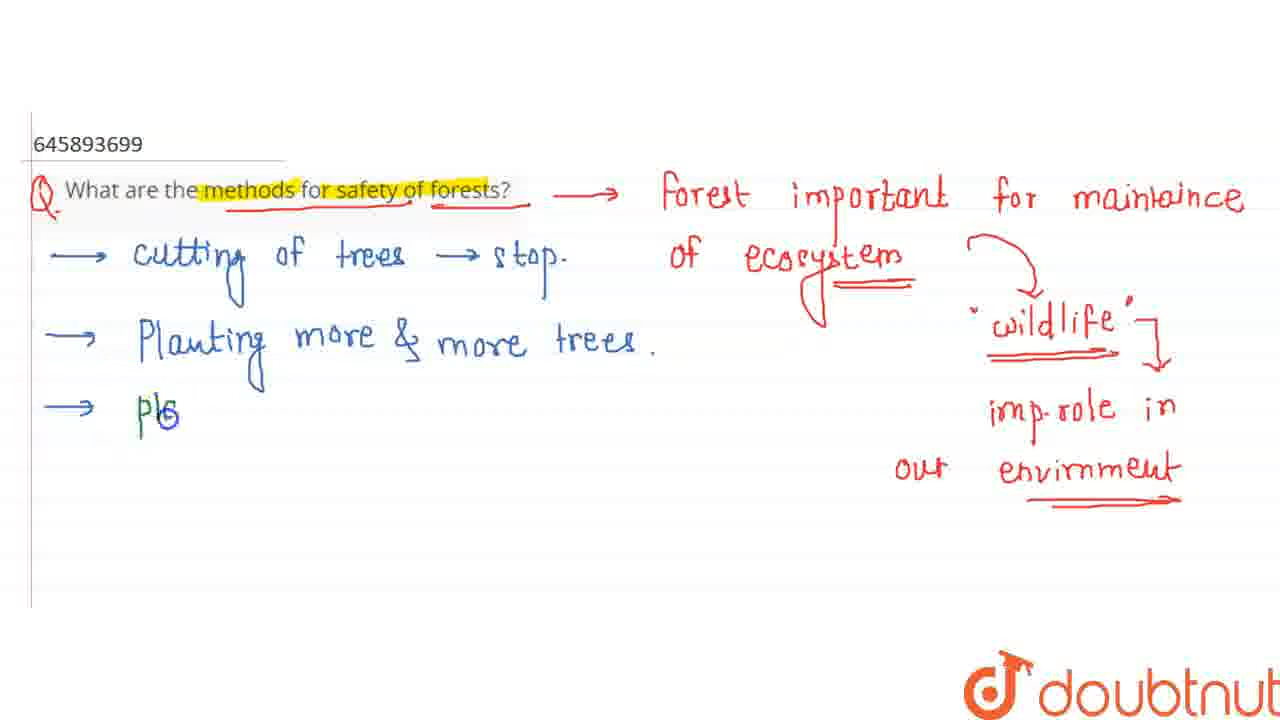 645893699
Q. What are the methods for safety of forests? → forest important for maintaince
→ cutting of trees → stop. of ecosystem
"wildlife"
→ Planting more & more trees.
→ pla
imp. role in
our envirnment
doubtnut